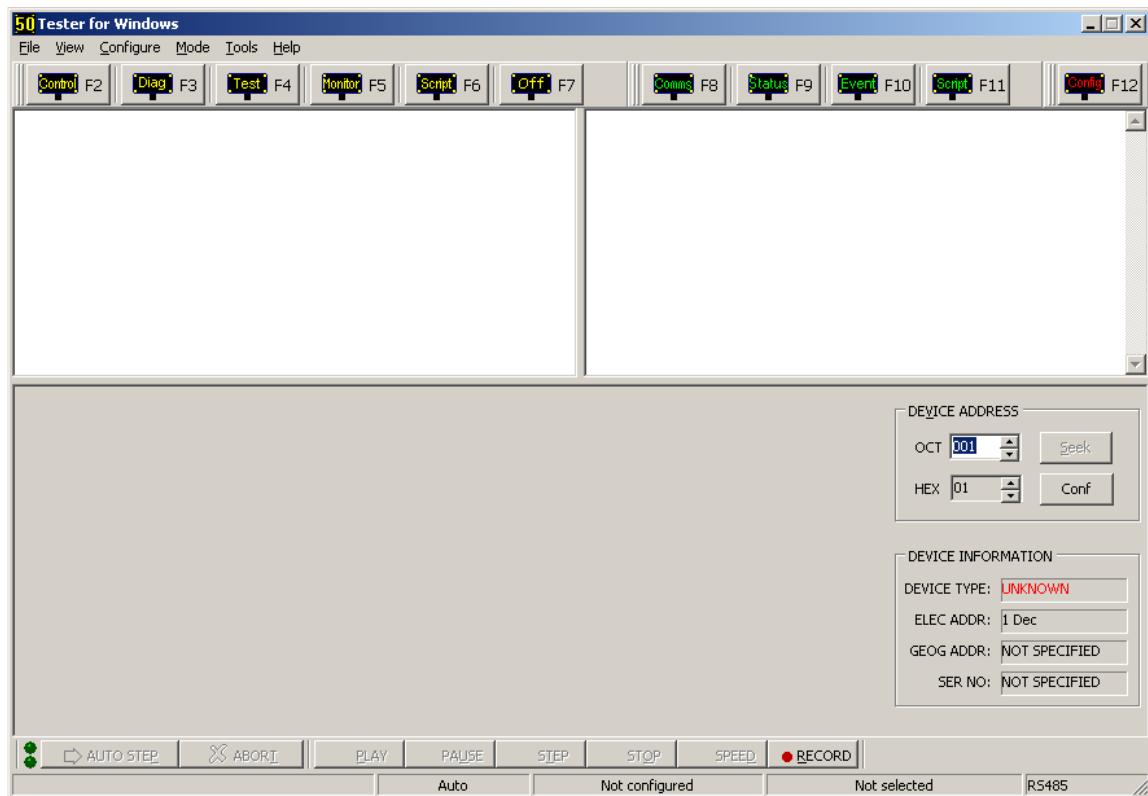 50 Tester for Windows
File View Configure Mode Tools Help
Control F2 Diag F3 Test F4 Monitor F5 Script F6 Off F7 Comms F8 Status F9 Event F10 Script F11 Config F12
DEVICE ADDRESS
OCT 001 Seek
HEX 01 Conf
DEVICE INFORMATION
DEVICE TYPE: UNKNOWN
ELEC ADDR: 1 Dec
GEOG ADDR: NOT SPECIFIED
SER NO: NOT SPECIFIED
AUTO STEP ABORT PLAY PAUSE STEP STOP SPEED RECORD
Auto Not configured Not selected RS485